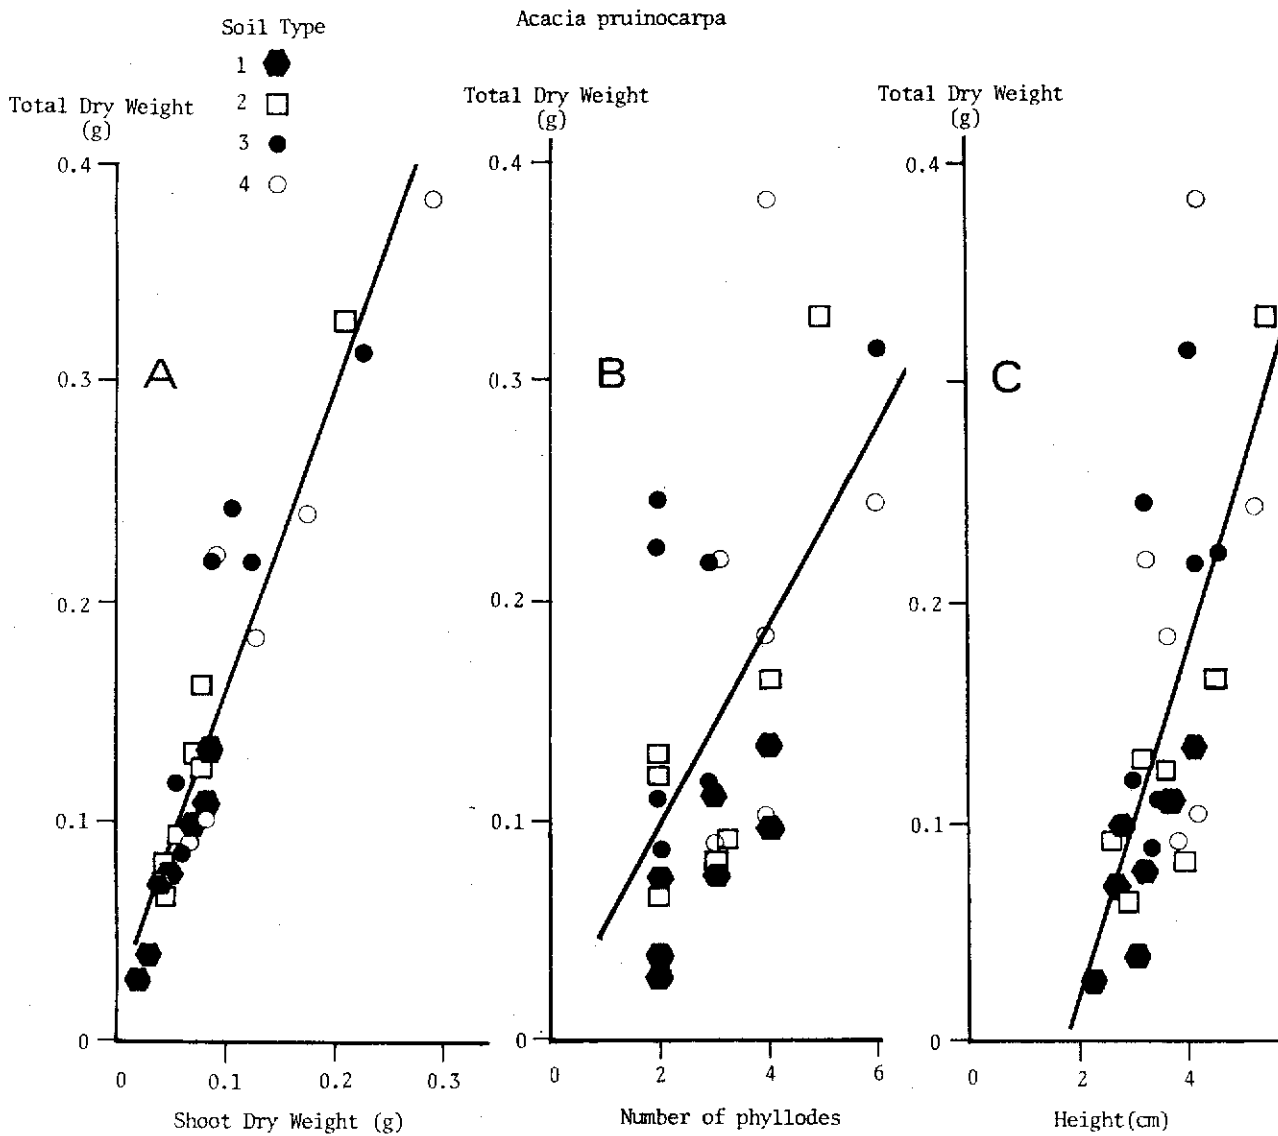 Acacia pruinocarpa
Soil Type
1
2
3
4
Total Dry Weight
(g)
0.4
0.3
0.2
0.1
0
A
0
0.1
0.2
0.3
Shoot Dry Weight (g)
Total Dry Weight
(g)
0.4
0.3
0.2
0.1
0
B
0
2
4
6
Number of phyllodes
Total Dry Weight
(g)
0.4
0.2
0.1
0
C
0
2
4
Height(cm)